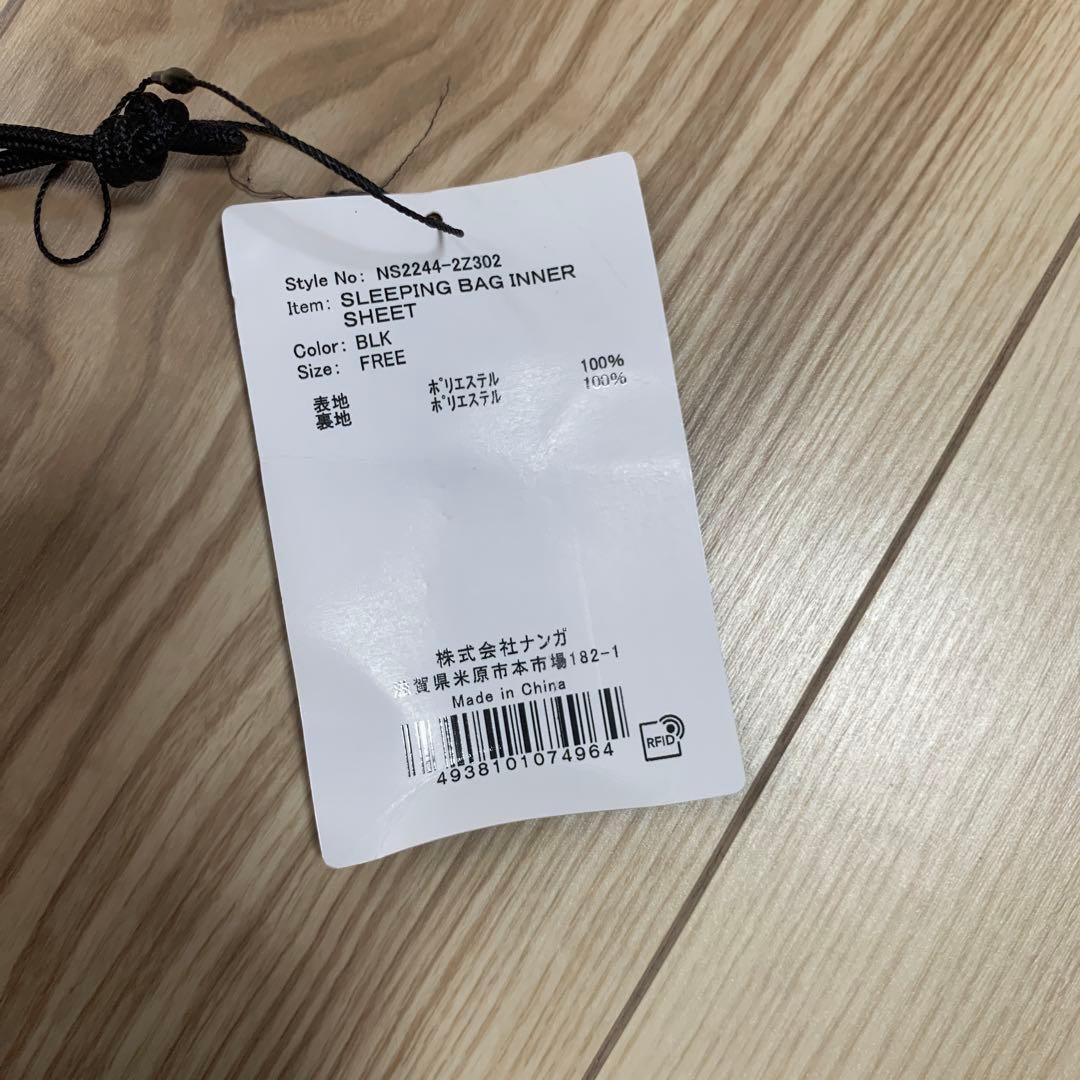 Style No: NS2244-2Z302
Item: SLEEPING BAG INNER
SHEET
Color: BLK
Size: FREE
表地 ポリエステル 100%
裏地 ポリエステル 100%
株式会社ナンガ
滋賀県米原市本市場182-1
Made in China
4938101074964
RFID